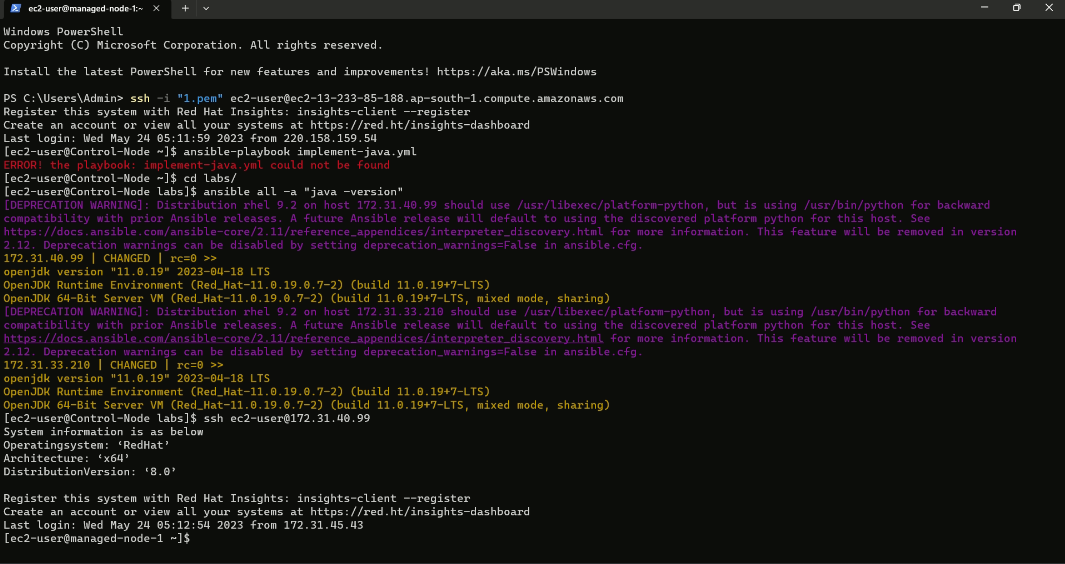 ec2-user@managed-node-1:~
Windows PowerShell
Copyright (C) Microsoft Corporation. All rights reserved.
Install the latest PowerShell for new features and improvements! https://aka.ms/PSWindows
PS C:\Users\Admin> ssh -i "1.pem" ec2-user@ec2-13-233-85-188.ap-south-1.compute.amazonaws.com
Register this system with Red Hat Insights: insights-client --register
Create an account or view all your systems at https://red.ht/insights-dashboard
Last login: Wed May 24 05:11:59 2023 from 220.158.159.54
[ec2-user@Control-Node ~]$ ansible-playbook implement-java.yml
ERROR! the playbook: implement-java.yml could not be found
[ec2-user@Control-Node ~]$ cd labs/
[ec2-user@Control-Node labs]$ ansible all -a "java -version"
[DEPRECATION WARNING]: Distribution rhel 9.2 on host 172.31.40.99 should use /usr/libexec/platform-python, but is using /usr/bin/python for backward
compatibility with prior Ansible releases. A future Ansible release will default to using the discovered platform python for this host. See
https://docs.ansible.com/ansible-core/2.11/reference_appendices/interpreter_discovery.html for more information. This feature will be removed in version
2.12. Deprecation warnings can be disabled by setting deprecation_warnings=False in ansible.cfg.
172.31.40.99 | CHANGED | rc=0 >>
openjdk version "11.0.19" 2023-04-18 LTS
OpenJDK Runtime Environment (Red_Hat-11.0.19.0.7-2) (build 11.0.19+7-LTS)
OpenJDK 64-Bit Server VM (Red_Hat-11.0.19.0.7-2) (build 11.0.19+7-LTS, mixed mode, sharing)
[DEPRECATION WARNING]: Distribution rhel 9.2 on host 172.31.33.210 should use /usr/libexec/platform-python, but is using /usr/bin/python for backward
compatibility with prior Ansible releases. A future Ansible release will default to using the discovered platform python for this host. See
https://docs.ansible.com/ansible-core/2.11/reference_appendices/interpreter_discovery.html for more information. This feature will be removed in version
2.12. Deprecation warnings can be disabled by setting deprecation_warnings=False in ansible.cfg.
172.31.33.210 | CHANGED | rc=0 >>
openjdk version "11.0.19" 2023-04-18 LTS
OpenJDK Runtime Environment (Red_Hat-11.0.19.0.7-2) (build 11.0.19+7-LTS)
OpenJDK 64-Bit Server VM (Red_Hat-11.0.19.0.7-2) (build 11.0.19+7-LTS, mixed mode, sharing)
[ec2-user@Control-Node labs]$ ssh ec2-user@172.31.40.99
System information is as below
Operatingsystem: ‘RedHat’
Architecture: ‘x64’
DistributionVersion: ‘8.0’
Register this system with Red Hat Insights: insights-client --register
Create an account or view all your systems at https://red.ht/insights-dashboard
Last login: Wed May 24 05:12:54 2023 from 172.31.45.43
[ec2-user@managed-node-1 ~]$